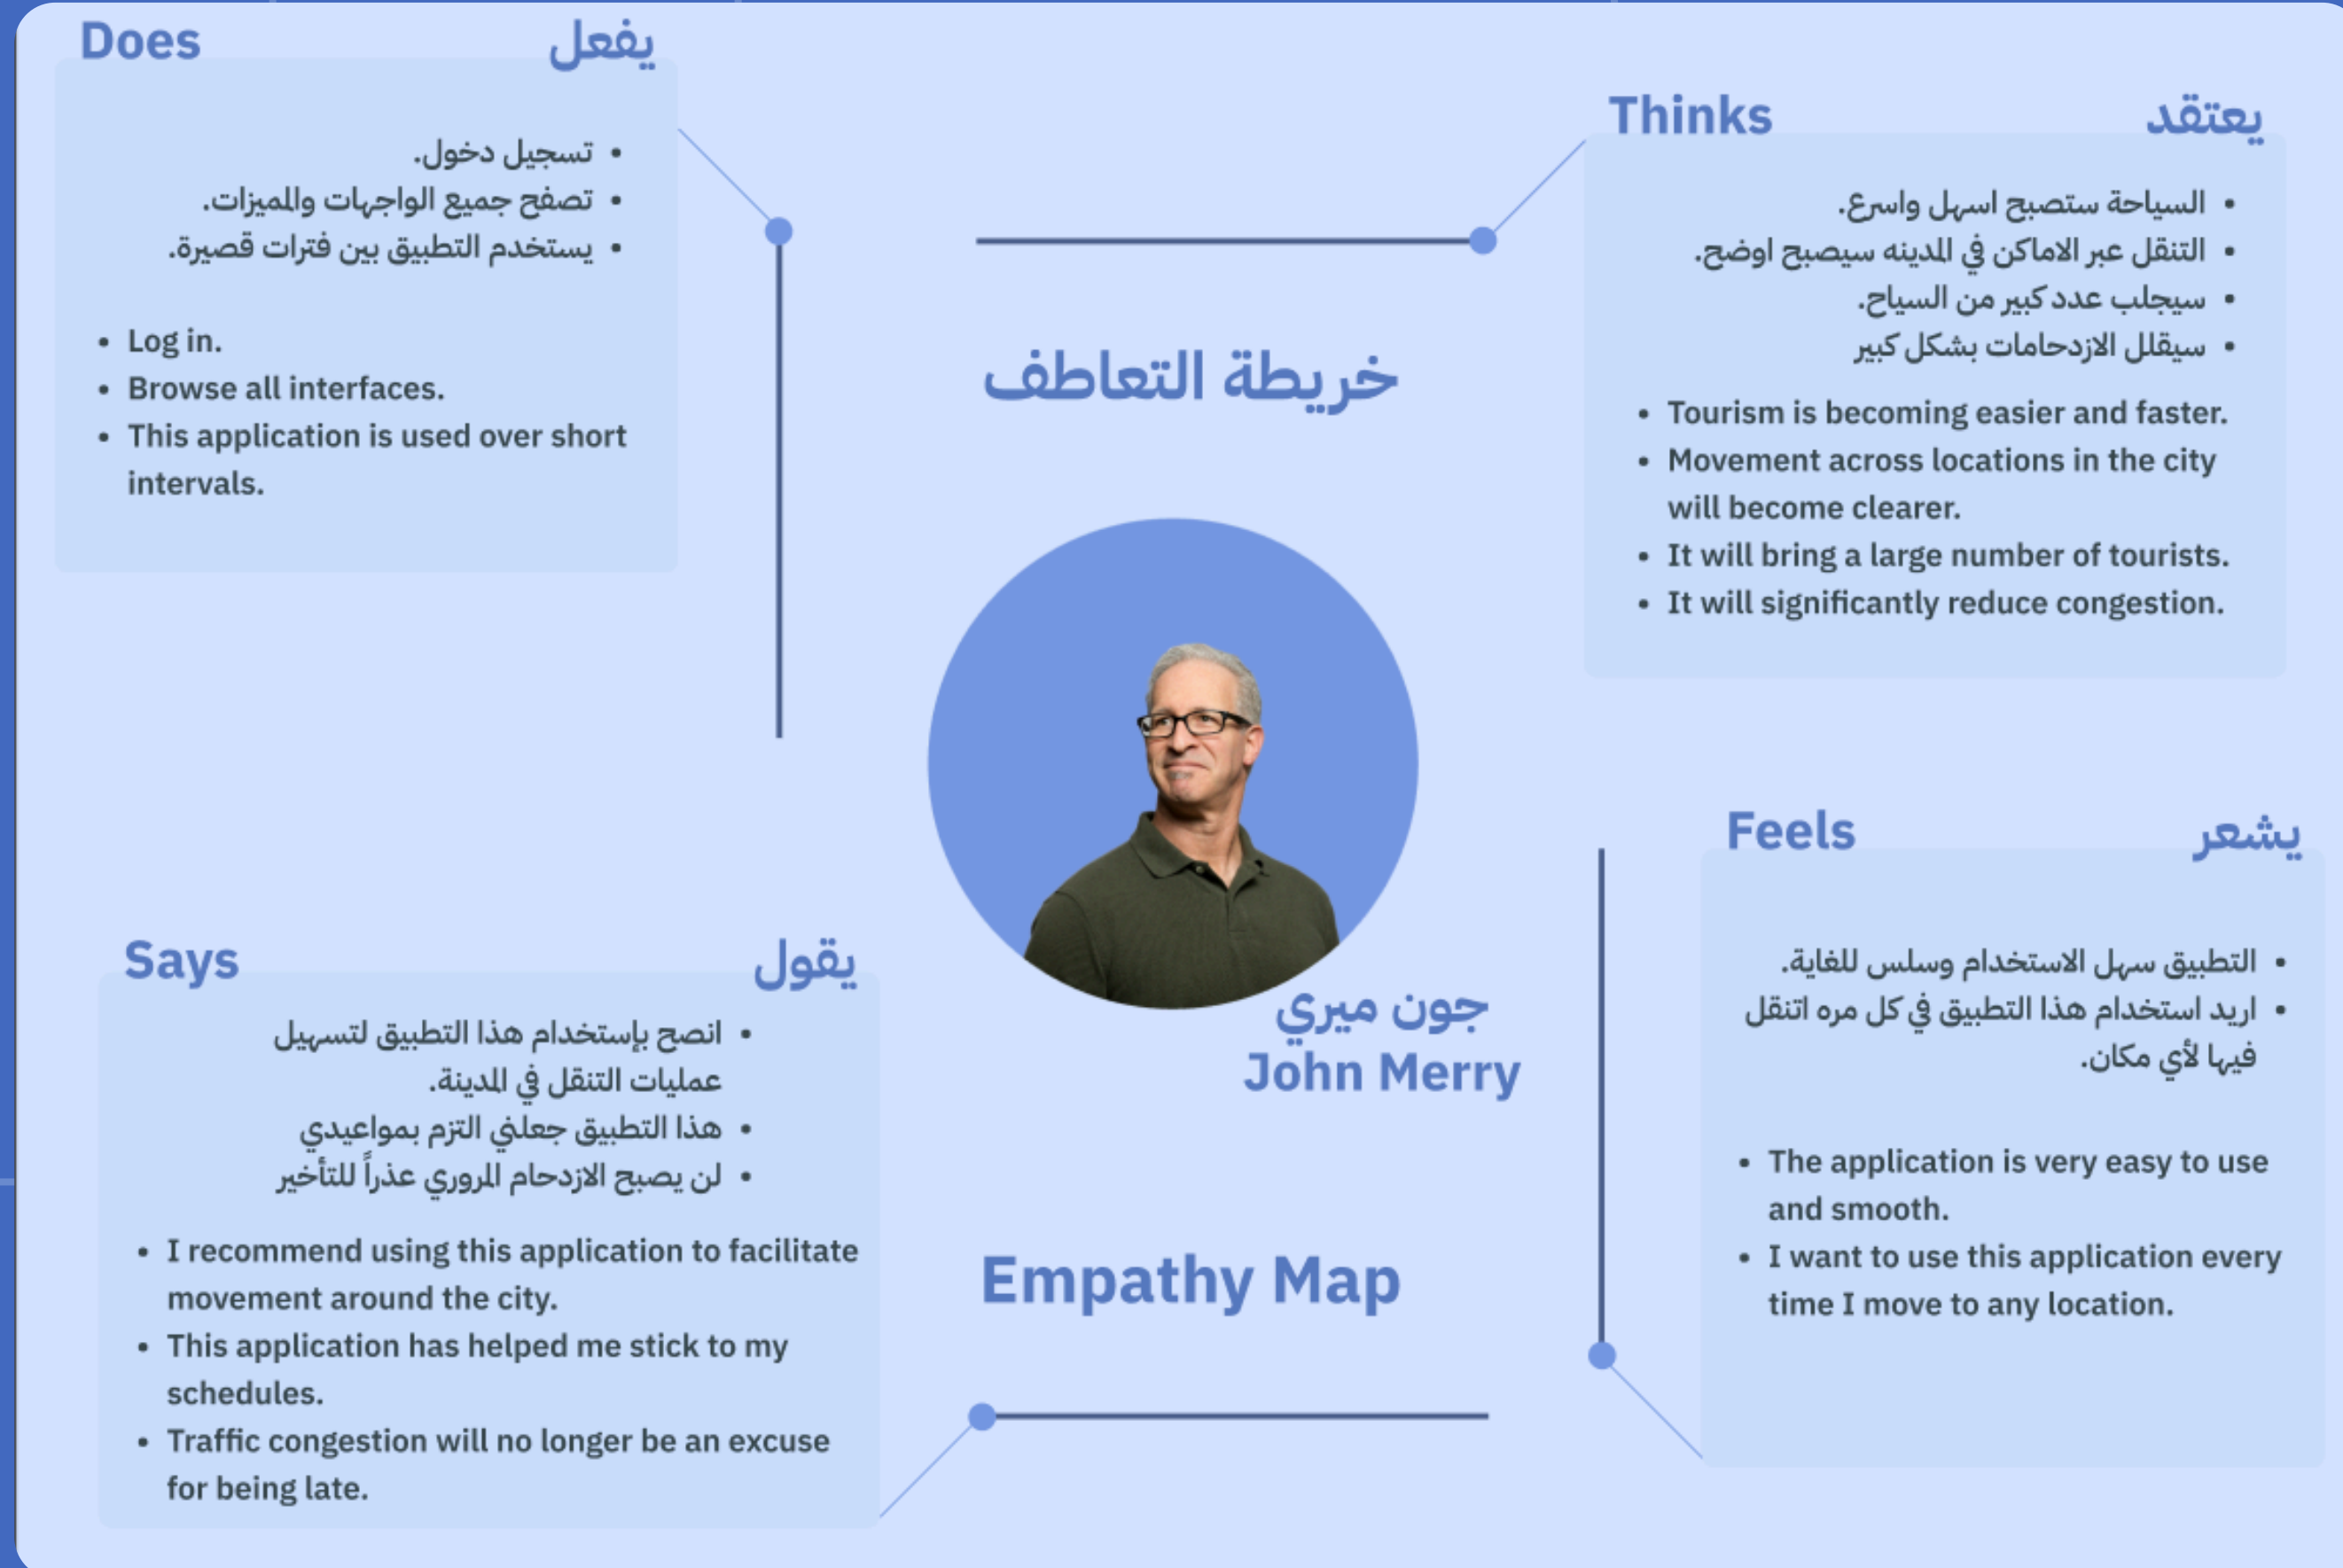 Does
يفعل
تسجيل دخول.
تصفح جميع الواجهات والمميزات.
يستخدم التطبيق بين فترات قصيرة.
Log in.
Browse all interfaces.
This application is used over short
intervals.
Thinks
يعتقد
السياحة ستصبح اسهل واسرع.
التنقل عبر الاماكن في المدينه سيصبح اوضح.
سيجلب عدد كبير من السياح.
سيقلل الازدحامات بشكل كبير
Tourism is becoming easier and faster.
Movement across locations in the city
will become clearer.
It will bring a large number of tourists.
It will significantly reduce congestion.
خريطة التعاطف
جون ميري
John Merry
Says
يقول
انصح بإستخدام هذا التطبيق لتسهيل
عمليات التنقل في المدينة.
هذا التطبيق جعلني التزم بمواعيدي
لن يصبح الازدحام المروري عذراً للتأخير
I recommend using this application to facilitate
movement around the city.
This application has helped me stick to my
schedules.
Traffic congestion will no longer be an excuse
for being late.
Feels
يشعر
التطبيق سهل الاستخدام وسلس للغاية.
اريد استخدام هذا التطبيق في كل مره اتنقل
فيها لأي مكان.
The application is very easy to use
and smooth.
I want to use this application every
time I move to any location.
Empathy Map